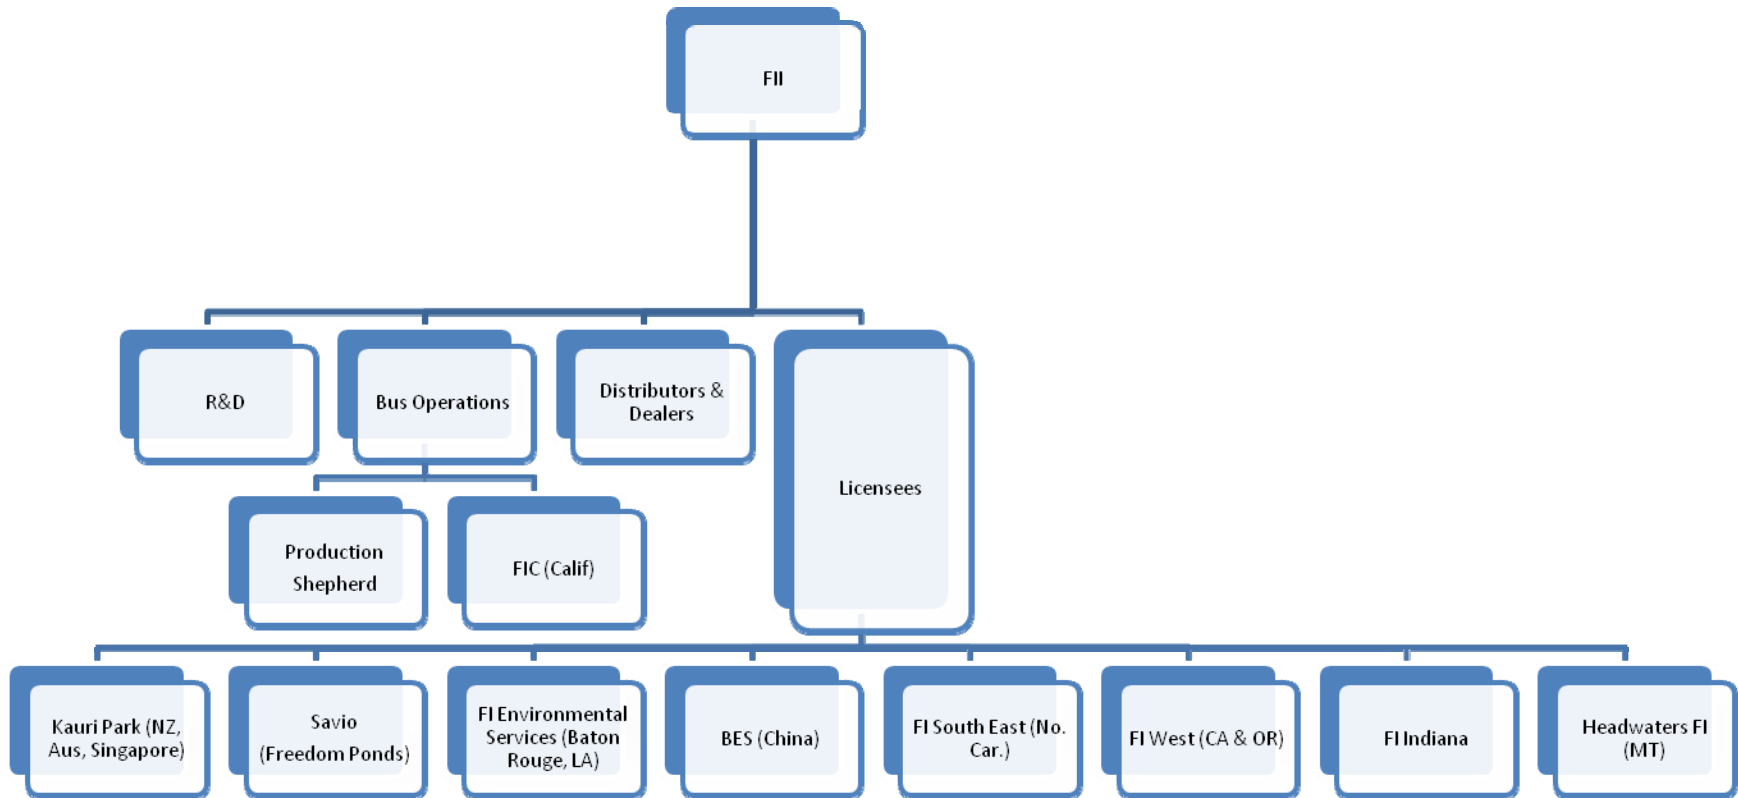 FII
R&D
Bus Operations
Distributors &
Dealers
Licensees
Production
Shepherd
FIC (Calif)
Kauri Park (NZ,
Aus, Singapore)
Savio
(Freedom Ponds)
FI Environmental
Services (Baton
Rouge, LA)
BES (China)
FI South East (No.
Car.)
FI West (CA & OR)
FI Indiana
Headwaters FI
(MT)